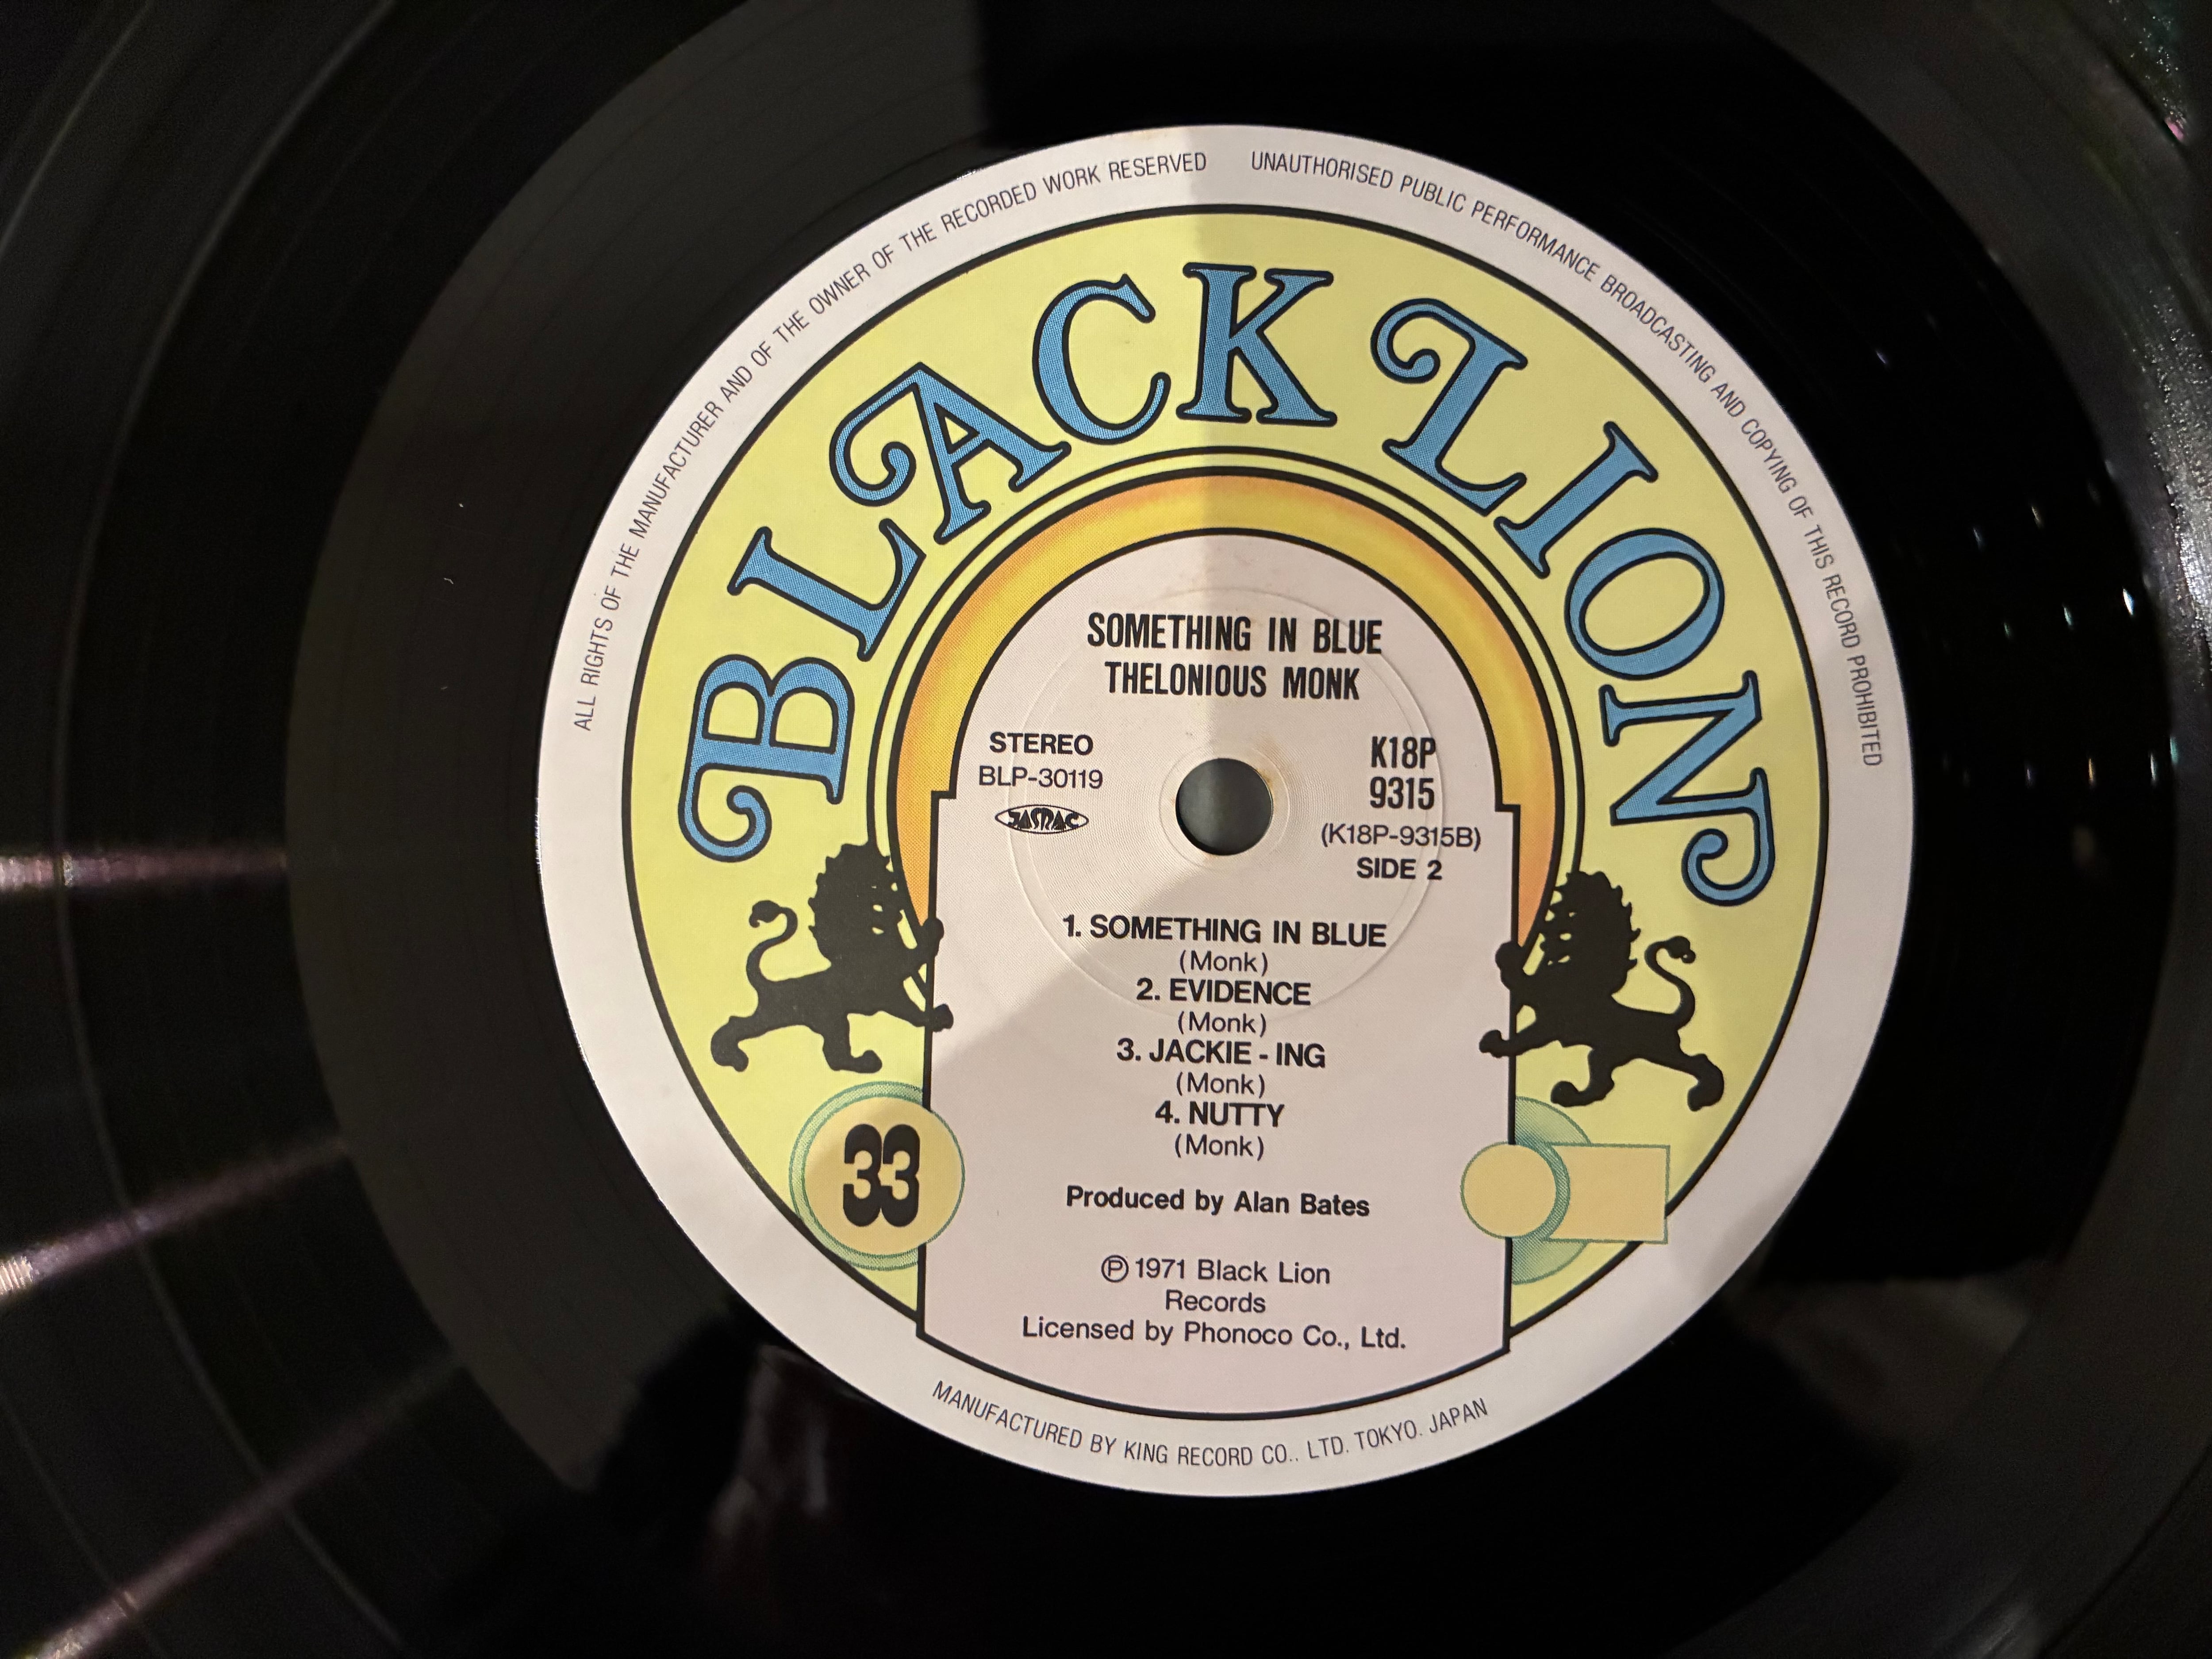 ALL RIGHTS OF THE MANUFACTURER AND OF THE OWNER OF THE RECORDED WORK RESERVED
UNAUTHORISED PUBLIC PERFORMANCE BROADCASTING AND COPYING OF THIS RECORD PROHIBITED
BLACK LION
SOMETHING IN BLUE
THELONIOUS MONK
STEREO
BLP-30119
JASRAC
K18P
9315
(K18P-9315B)
SIDE 2
1. SOMETHING IN BLUE
(Monk)
2. EVIDENCE
(Monk)
3. JACKIE - ING
(Monk)
4. NUTTY
(Monk)
33
Produced by Alan Bates
Ⓟ 1971 Black Lion
Records
Licensed by Phonoco Co., Ltd.
MANUFACTURED BY KING RECORD CO.. LTD. TOKYO. JAPAN